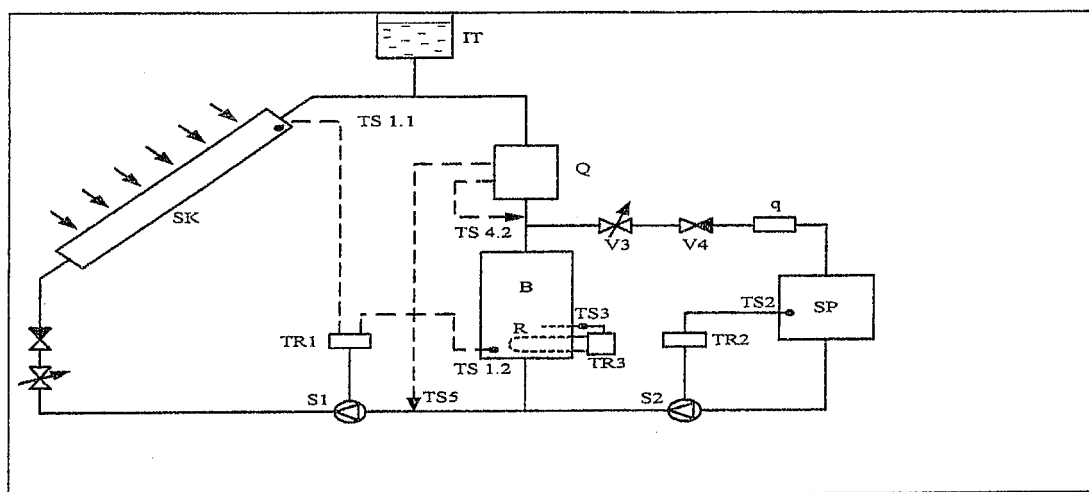 IT
TS 1.1
SK
Q
TS 4.2
V3
V4
q
B
TS3
R
TS2
SP
TR1
TS 1.2
TR3
TR2
S1
TS5
S2